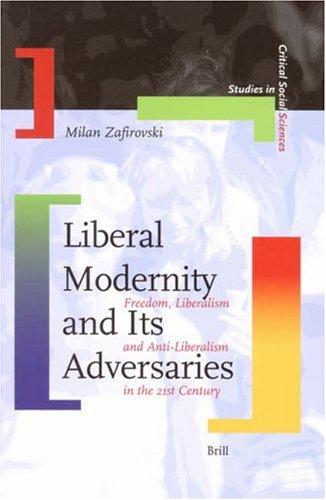 Studies in
Critical Social Sciences
Milan Zafirovski
Liberal
Modernity
Freedom, Liberalism
and Its
and Anti-Liberalism
Adversaries
in the 21st Century
Brill